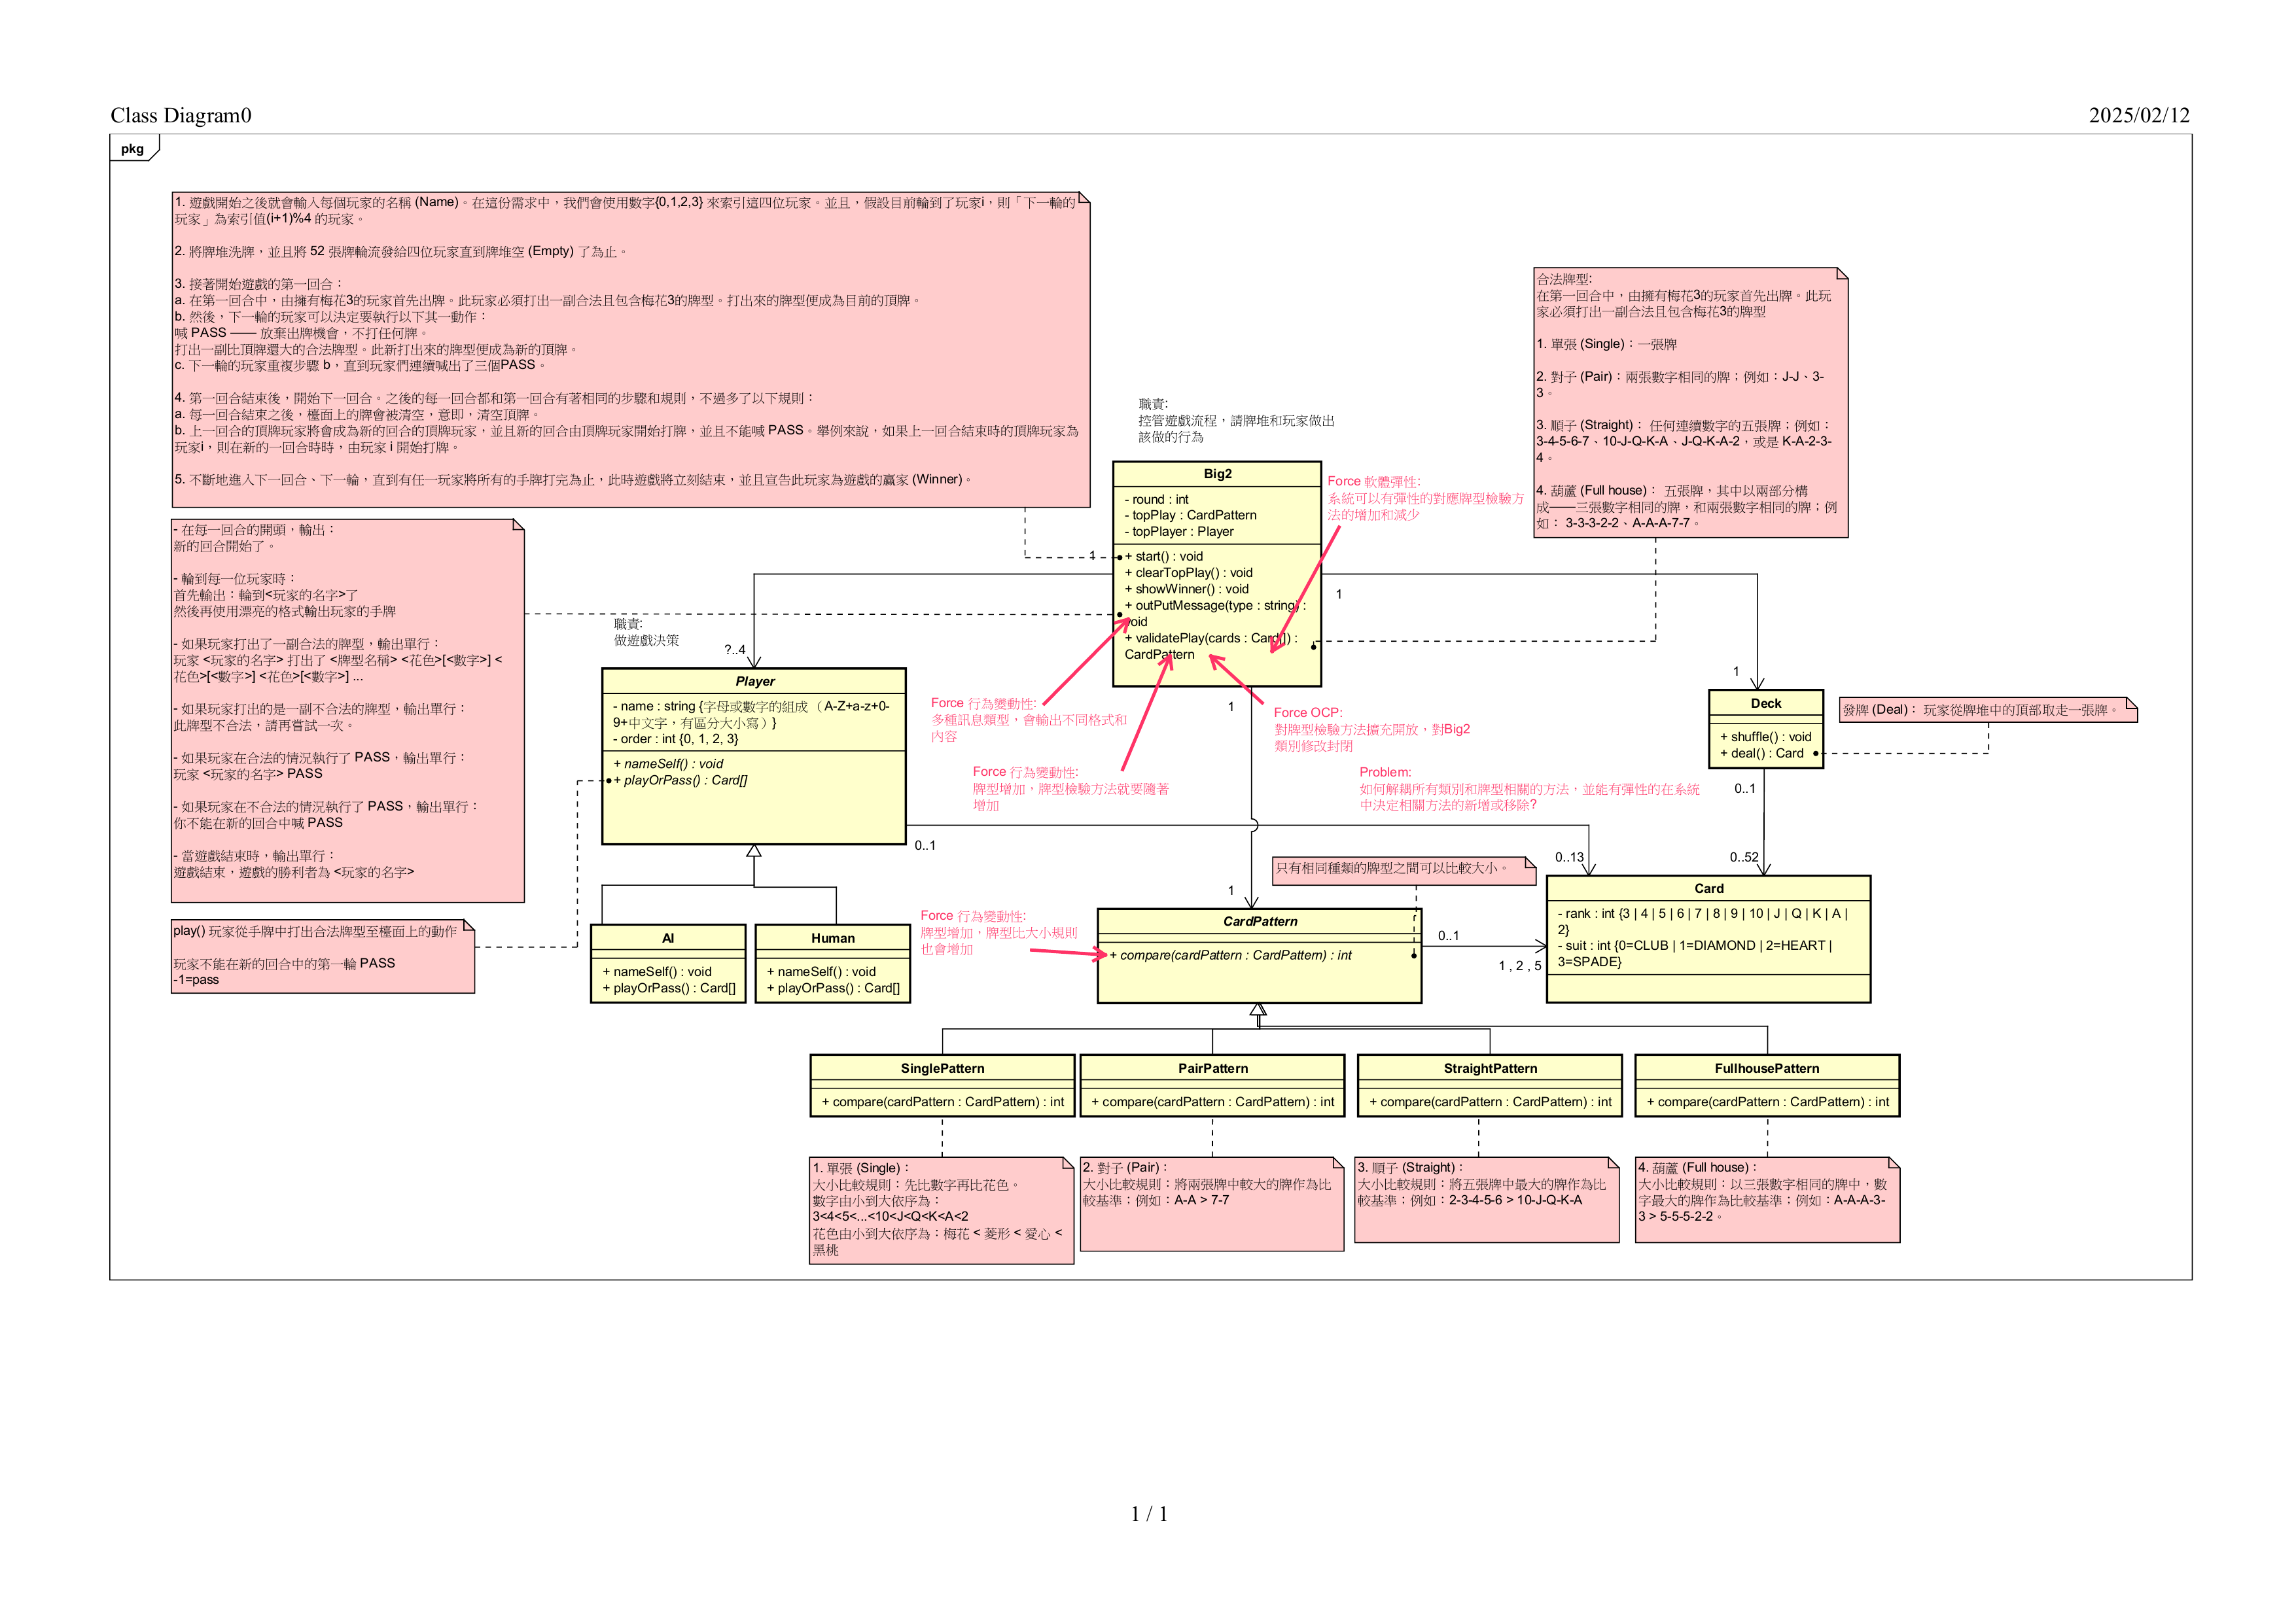 Class Diagram0
2025/02/12
pkg
1. 遊戲開始之後就會輸入每個玩家的名稱 (Name)。在這份需求中，我們會使用數字{0,1,2,3} 來索引這四位玩家。並且，假設目前輪到了玩家i，則「下一輪的
玩家」為索引值(i+1)%4 的玩家。
2. 將牌堆洗牌，並且將 52 張牌輪流發給四位玩家直到牌堆空 (Empty) 了為止。
3. 接著開始遊戲的第一回合：
a. 在第一回合中，由擁有梅花3的玩家首先出牌。此玩家必須打出一副合法且包含梅花3的牌型。打出來的牌型便成為目前的頂牌。
b. 然後，下一輪的玩家可以決定要執行以下其一動作：
喊 PASS —— 放棄出牌機會，不打任何牌。
打出一副比頂牌還大的合法牌型。此新打出來的牌型便成為新的頂牌。
c. 下一輪的玩家重複步驟 b，直到玩家們連續喊出了三個PASS。
4. 第一回合結束後，開始下一回合。之後的每一回合都和第一回合有著相同的步驟和規則，不過多了以下規則：
a. 每一回合結束之後，檯面上的牌會被清空，意即，清空頂牌。
b. 上一回合的頂牌玩家將會成為新的回合的頂牌玩家，並且新的回合由頂牌玩家開始打牌，並且不能喊 PASS。舉例來說，如果上一回合結束時的頂牌玩家為
玩家i，則在新的一回合時時，由玩家 i 開始打牌。
5. 不斷地進入下一回合、下一輪，直到有任一玩家將所有的手牌打完為止，此時遊戲將立刻結束，並且宣告此玩家為遊戲的贏家 (Winner)。
合法牌型:
在第一回合中，由擁有梅花3的玩家首先出牌。此玩
家必須打出一副合法且包含梅花3的牌型
1. 單張 (Single)：一張牌
2. 對子 (Pair)：兩張數字相同的牌；例如：J-J、3-
3。
3. 順子 (Straight)： 任何連續數字的五張牌；例如：
3-4-5-6-7、10-J-Q-K-A、J-Q-K-A-2，或是 K-A-2-3-
4。
4. 葫蘆 (Full house)： 五張牌，其中以兩部分構
成——三張數字相同的牌，和兩張數字相同的牌；例
如： 3-3-3-2-2、A-A-A-7-7。
職責:
控管遊戲流程，請牌堆和玩家做出
該做的行為
Big2
- round : int
- topPlay : CardPattern
- topPlayer : Player
+ start() : void
+ clearTopPlay() : void
+ showWinner() : void
+ outPutMessage(type : string) :
void
+ validatePlay(cards : Card[]) :
CardPattern
Force 軟體彈性:
系統可以有彈性的對應牌型檢驗方
法的增加和減少
- 在每一回合的開頭，輸出：
新的回合開始了。
- 輪到每一位玩家時：
首先輸出：輪到<玩家的名字>了
然後再使用漂亮的格式輸出玩家的手牌
- 如果玩家打出了一副合法的牌型，輸出單行：
玩家 <玩家的名字> 打出了 <牌型名稱> <花色>[<數字>] <
花色>[<數字>] <花色>[<數字>] ...
- 如果玩家打出的是一副不合法的牌型，輸出單行：
此牌型不合法，請再嘗試一次。
- 如果玩家在合法的情況執行了 PASS，輸出單行：
玩家 <玩家的名字> PASS
- 如果玩家在不合法的情況執行了 PASS，輸出單行：
你不能在新的回合中喊 PASS
- 當遊戲結束時，輸出單行：
遊戲結束，遊戲的勝利者為 <玩家的名字>
1
1
職責:
做遊戲決策
?..4
Player
- name : string {字母或數字的組成 （A-Z+a-z+0-
9+中文字，有區分大小寫）}
- order : int {0, 1, 2, 3}
+ nameSelf() : void
+ playOrPass() : Card[]
0..1
Force 行為變動性:
多種訊息類型，會輸出不同格式和
內容
Force 行為變動性:
牌型增加，牌型檢驗方法就要隨著
增加
1
Force OCP:
對牌型檢驗方法擴充開放，對Big2
類別修改封閉
Problem:
如何解耦所有類別和牌型相關的方法，並能有彈性的在系統
中決定相關方法的新增或移除?
1
Deck
+ shuffle() : void
+ deal() : Card
發牌 (Deal)： 玩家從牌堆中的頂部取走一張牌。
0..1
0..13
0..52
Card
- rank : int {3 | 4 | 5 | 6 | 7 | 8 | 9 | 10 | J | Q | K | A |
2}
- suit : int {0=CLUB | 1=DIAMOND | 2=HEART |
3=SPADE}
只有相同種類的牌型之間可以比較大小。
1
CardPattern
+ compare(cardPattern : CardPattern) : int
0..1
1 , 2 , 5
Force 行為變動性:
牌型增加，牌型比大小規則
也會增加
play() 玩家從手牌中打出合法牌型至檯面上的動作
玩家不能在新的回合中的第一輪 PASS
-1=pass
AI
+ nameSelf() : void
+ playOrPass() : Card[]
Human
+ nameSelf() : void
+ playOrPass() : Card[]
SinglePattern
+ compare(cardPattern : CardPattern) : int
PairPattern
+ compare(cardPattern : CardPattern) : int
StraightPattern
+ compare(cardPattern : CardPattern) : int
FullhousePattern
+ compare(cardPattern : CardPattern) : int
1. 單張 (Single)：
大小比較規則：先比數字再比花色。
數字由小到大依序為：
3<4<5<...<10<J<Q<K<A<2
花色由小到大依序為：梅花 < 菱形 < 愛心 <
黑桃
2. 對子 (Pair)：
大小比較規則：將兩張牌中較大的牌作為比
較基準；例如：A-A > 7-7
3. 順子 (Straight)：
大小比較規則：將五張牌中最大的牌作為比
較基準；例如：2-3-4-5-6 > 10-J-Q-K-A
4. 葫蘆 (Full house)：
大小比較規則：以三張數字相同的牌中，數
字最大的牌作為比較基準；例如：A-A-A-3-
3 > 5-5-5-2-2。
1 / 1